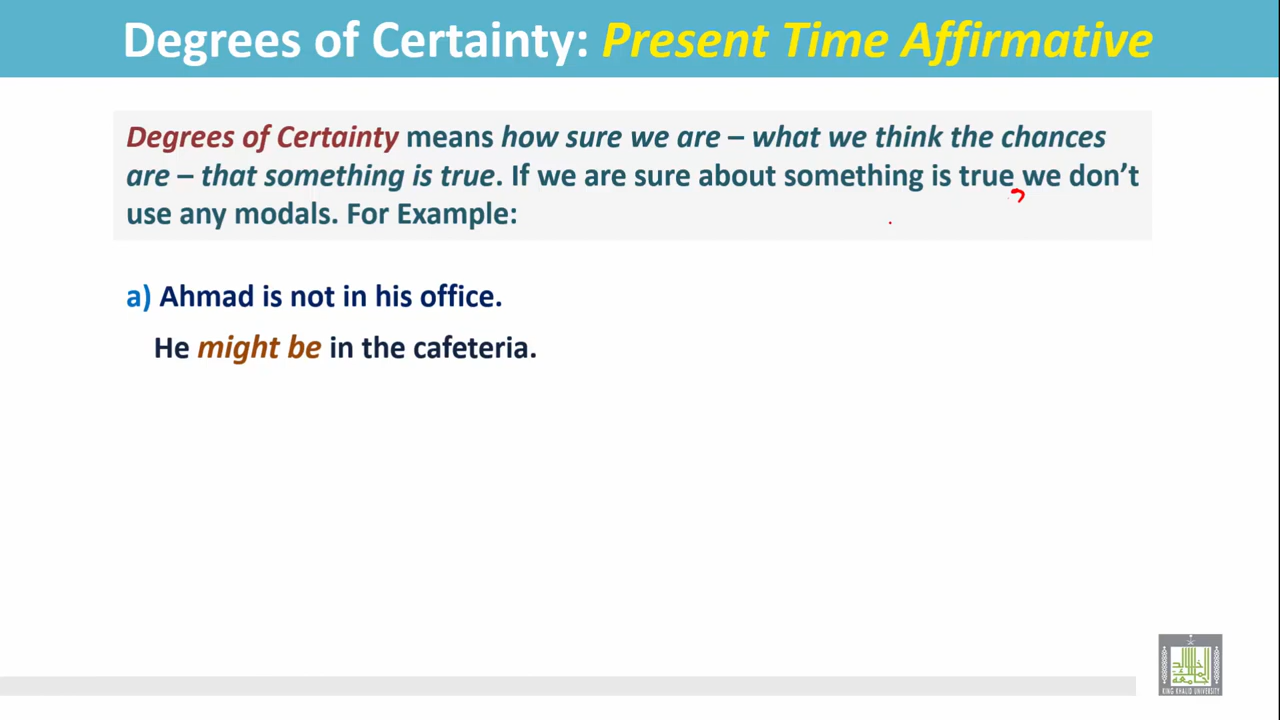 Degrees of Certainty: Present Time Affirmative
Degrees of Certainty means how sure we are – what we think the chances
are – that something is true. If we are sure about something is true we don’t
use any modals. For Example:
a) Ahmad is not in his office.
He might be in the cafeteria.
KING KHALID UNIVERSITY